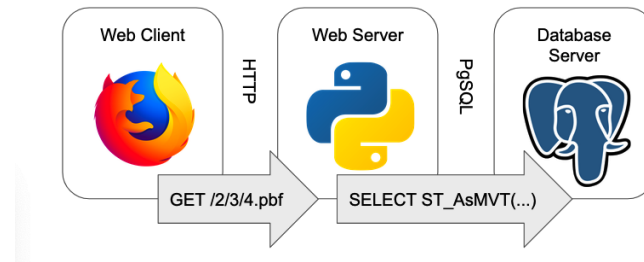 Web Client
Web Server
Database
Server
HTTP
PgSQL
GET /2/3/4.pbf
SELECT ST_AsMVT(...)